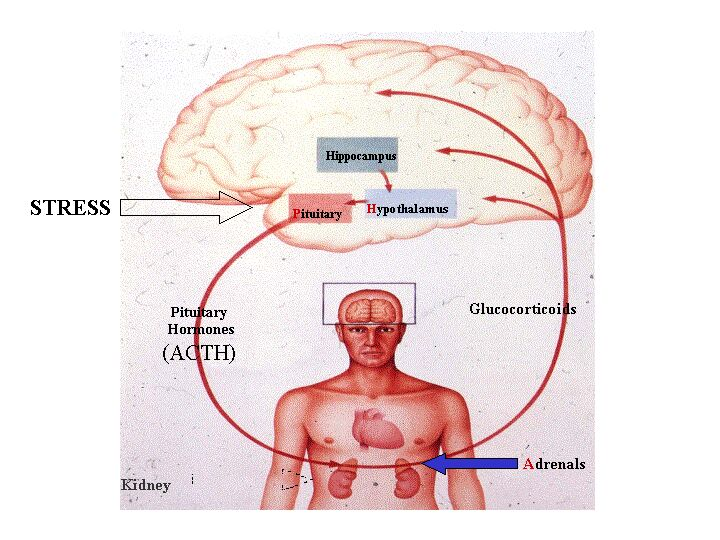 Hippocampus
STRESS
Pituitary
Hypothalamus
Pituitary
Hormones
(ACTH)
Glucocorticoids
Adrenals
Kidney